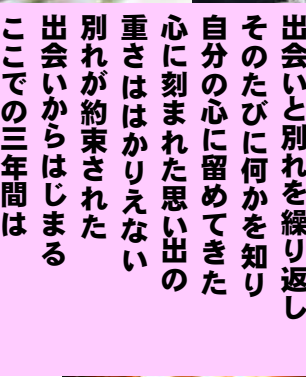 出会いと別れを繰り返し
そのたびに何かを知り
自分の心に留めてきた
心に刻まれた思い出の
重さははかりえない
別れが約束された
出会いからはじまる
ここでの三年間は